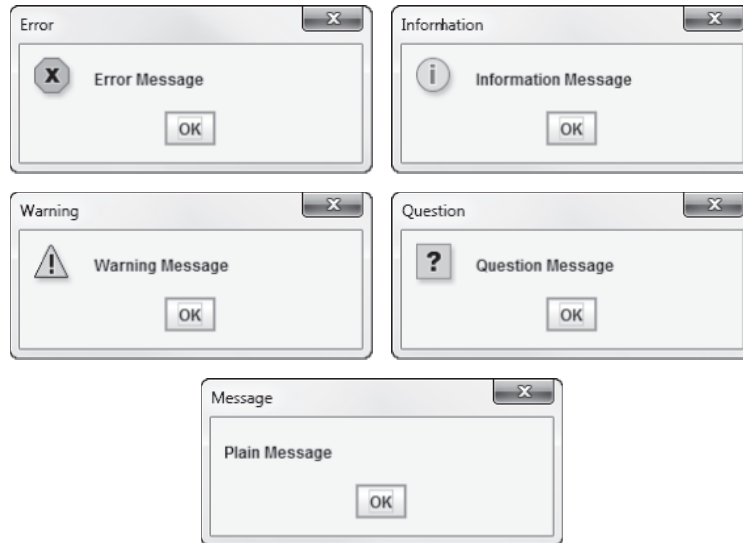 Error
X
Error Message
OK
Information
i
Information Message
OK
Warning
!
Warning Message
OK
Question
?
Question Message
OK
Message
Plain Message
OK